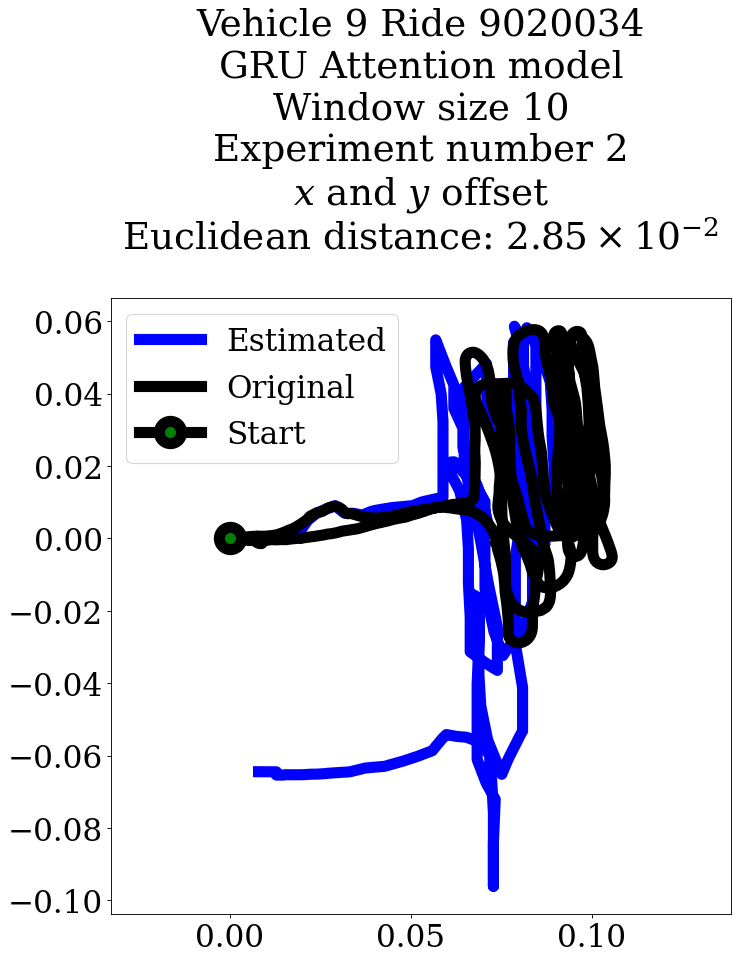 Vehicle 9 Ride 9020034
GRU Attention model
Window size 10
Experiment number 2
x and y offset
Euclidean distance: 2.85 × 10⁻²
Estimated
Original
Start
0.06
0.04
0.02
0.00
−0.02
−0.04
−0.06
−0.08
−0.10
0.00 0.05 0.10